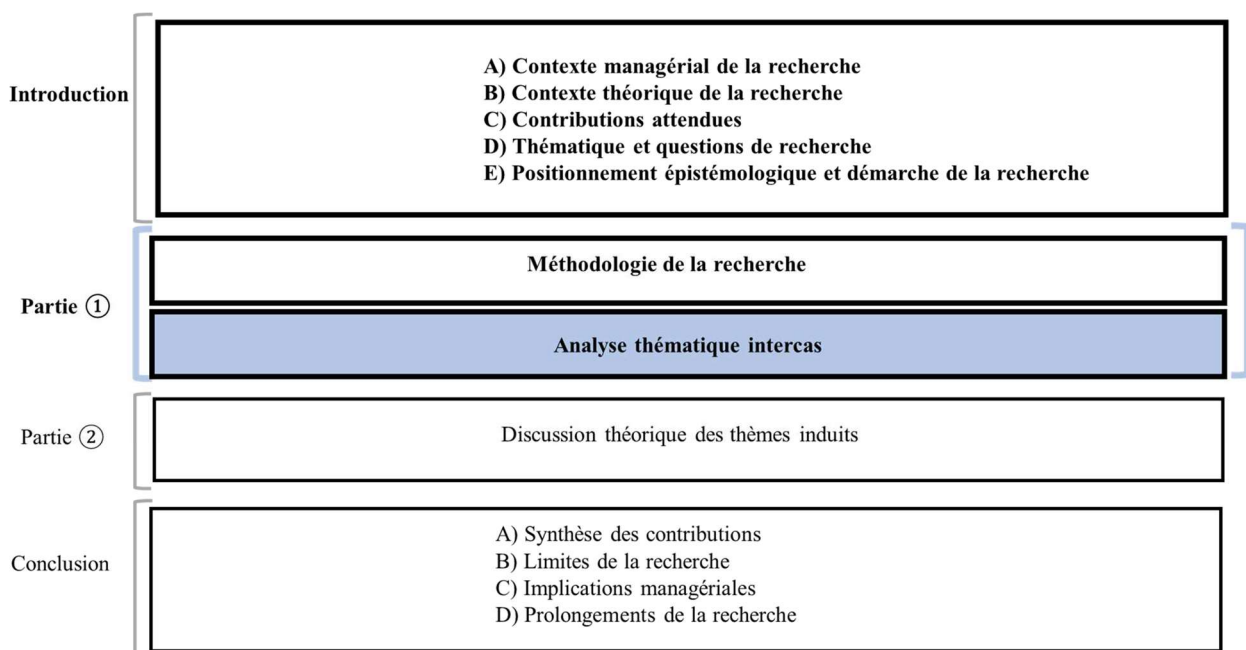 Introduction
A) Contexte managérial de la recherche
B) Contexte théorique de la recherche
C) Contributions attendues
D) Thématique et questions de recherche
E) Positionnement épistémologique et démarche de la recherche
Partie ①
Méthodologie de la recherche
Analyse thématique intercas
Partie ②
Discussion théorique des thèmes induits
Conclusion
A) Synthèse des contributions
B) Limites de la recherche
C) Implications managériales
D) Prolongements de la recherche